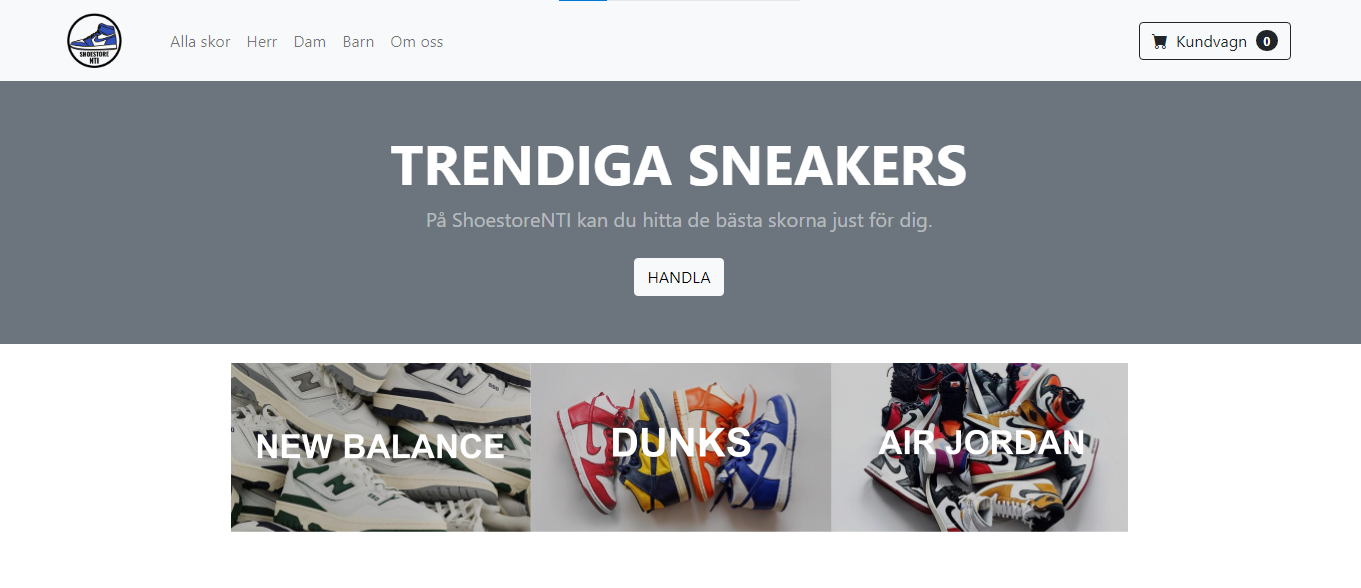 SHOESTORE
NTI
Alla skor Herr Dam Barn Om oss
Kundvagn 0
TRENDIGA SNEAKERS
På ShoestoreNTI kan du hitta de bästa skorna just för dig.
HANDLA
NEW BALANCE DUNKS AIR JORDAN